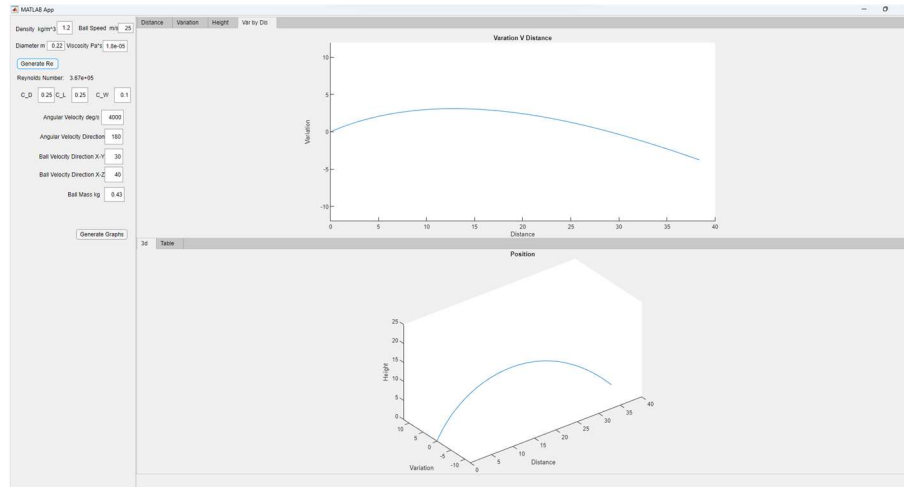 MATLAB App
Density kg/m^3 1.2 Ball Speed m/s 25
Diameter m 0.22 Viscosity Pa*s 1.8e-05
Generate Re
Reynolds Number: 3.67e+05
C_D 0.25 C_L 0.25 C_W 0.1
Angular Velocity deg/s 4000
Angular Velocity Direction 180
Ball Velocity Direction X-Y 30
Ball Velocity Direction X-Z 40
Ball Mass kg 0.43
Generate Graphs
Distance Variation Height Var by Dis
Varation V Distance
10
5
0
-5
-10
Variation
0 5 10 15 20 25 30 35 40
Distance
3d Table
Position
25
20
15
10
5
0
Height
10
5
0
-5
-10
Variation
0
5
10
15
20
25
30
35
40
Distance